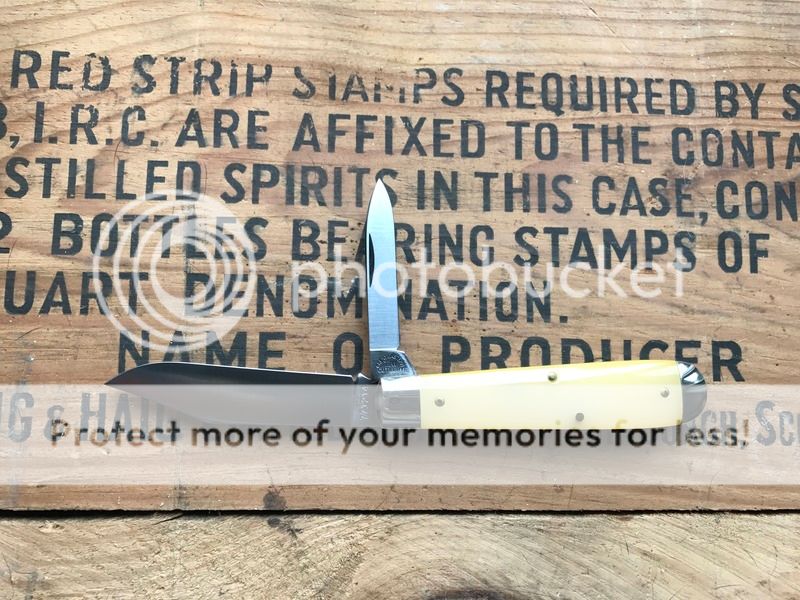 RED STRIP STAMPS REQUIRED BY S
3, I.R.C. ARE AFFIXED TO THE CONTA
STILLED SPIRITS IN THIS CASE, CON
2 BOTTLES BEARING STAMPS OF
UART DENOMINATION.
NAME OF PRODUCER
photobucket
Protect more of your memories for less!